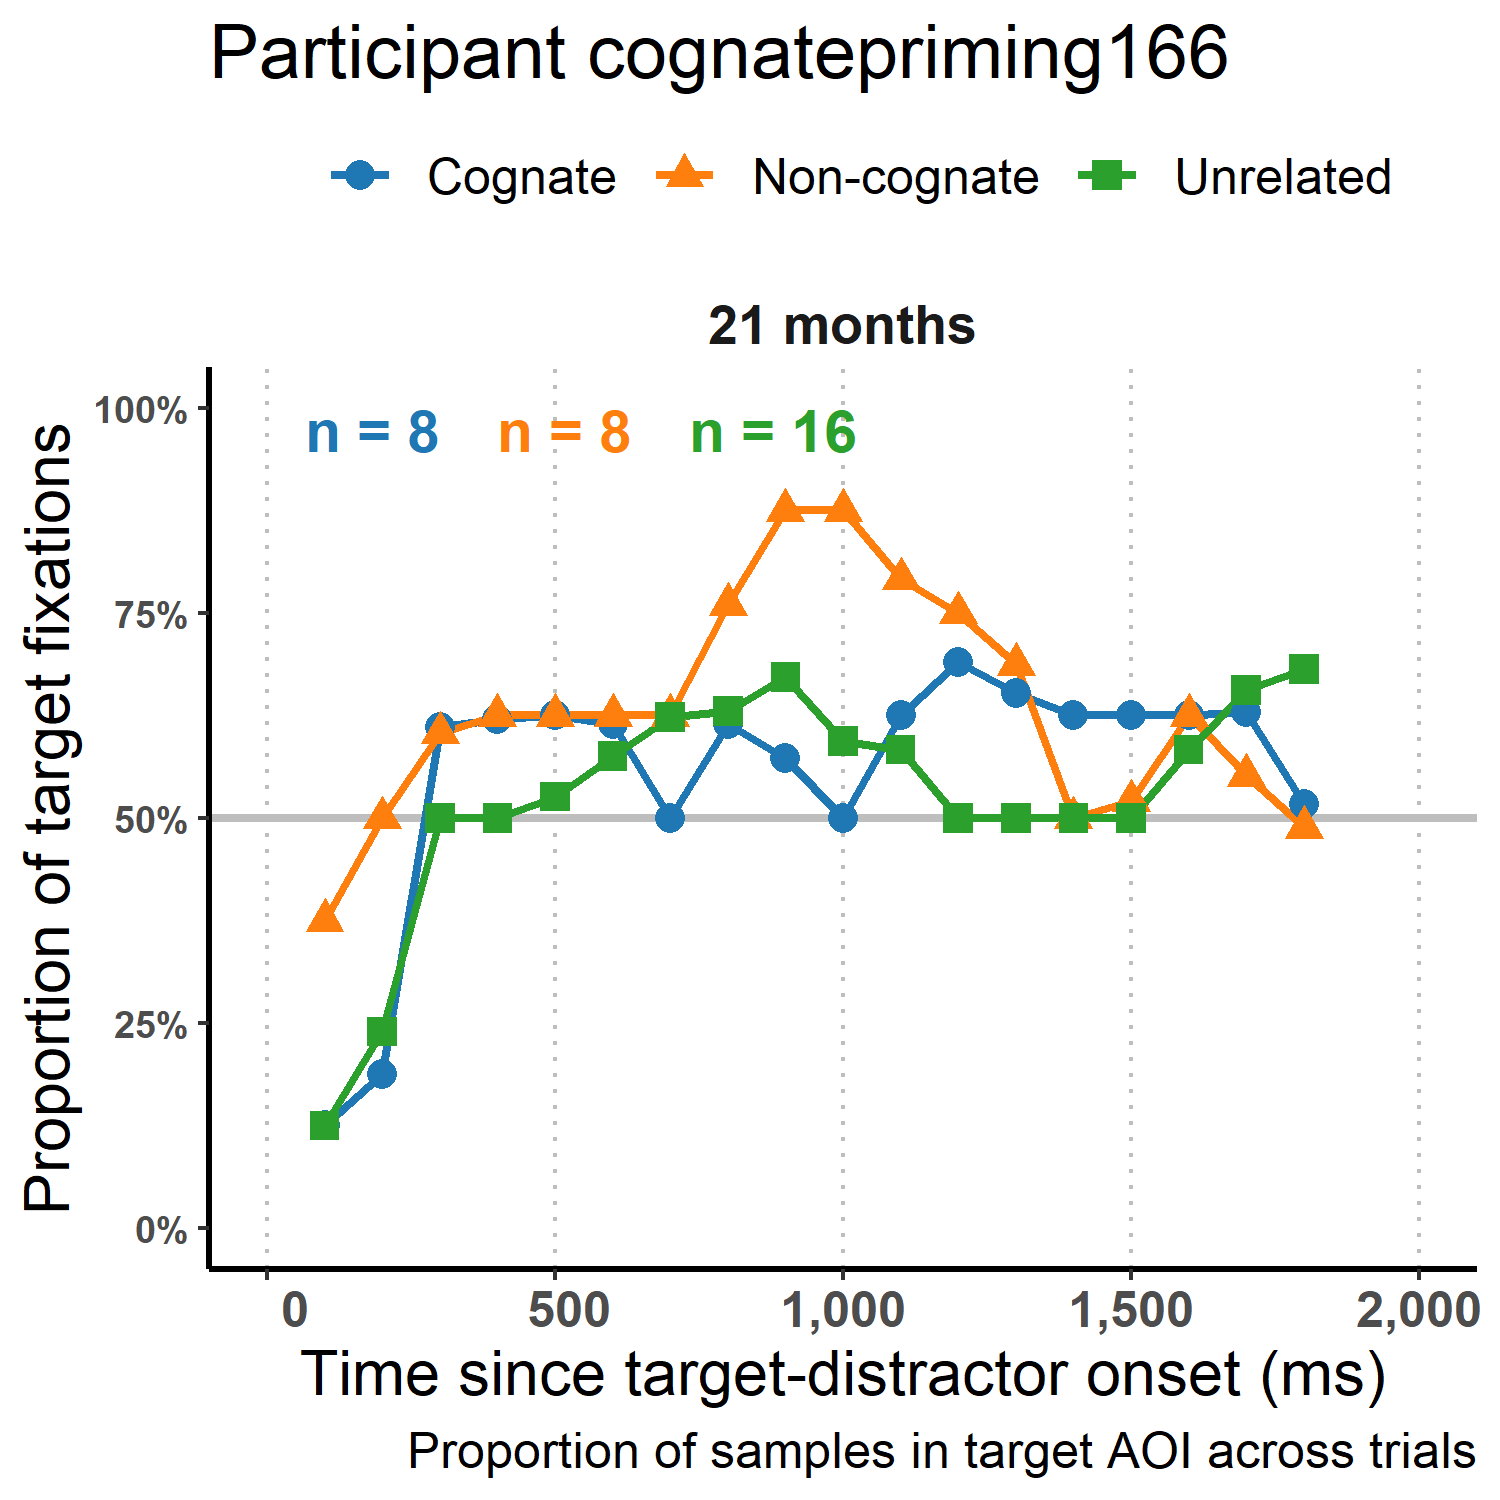 Participant cognatepriming166
Cognate Non-cognate Unrelated
21 months
n = 8 n = 8 n = 16
Proportion of target fixations
100%
75%
50%
25%
0%
0 500 1,000 1,500 2,000
Time since target-distractor onset (ms)
Proportion of samples in target AOI across trials